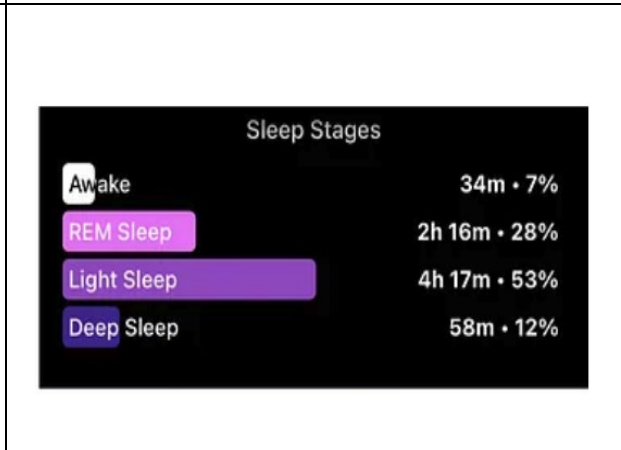 Sleep Stages
Awake 34m • 7%
REM Sleep 2h 16m • 28%
Light Sleep 4h 17m • 53%
Deep Sleep 58m • 12%